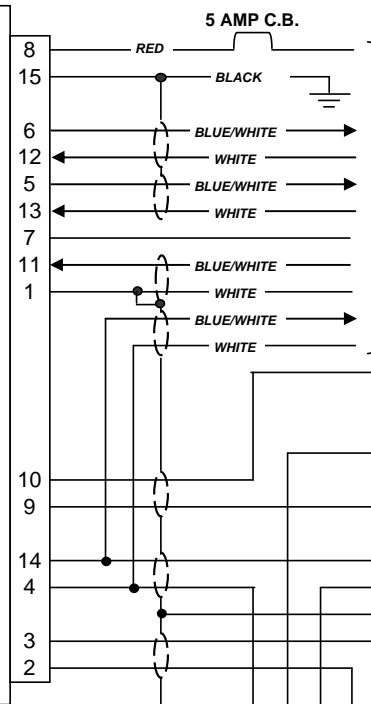 5 AMP C.B.
8 RED
15 BLACK
6 BLUE/WHITE
12 WHITE
5 BLUE/WHITE
13 WHITE
7
11 BLUE/WHITE
1 WHITE
BLUE/WHITE
WHITE
10
9
14
4
3
2